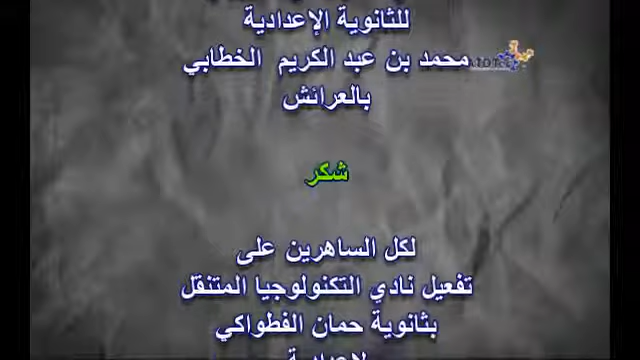 للثانوية الإعدادية
محمد بن عبد الكريم الخطابي
بالعرائش
شكر
لكل الساهرين على
تفعيل نادي التكنولوجيا المتنقل
بثانوية حمان الفطواكي